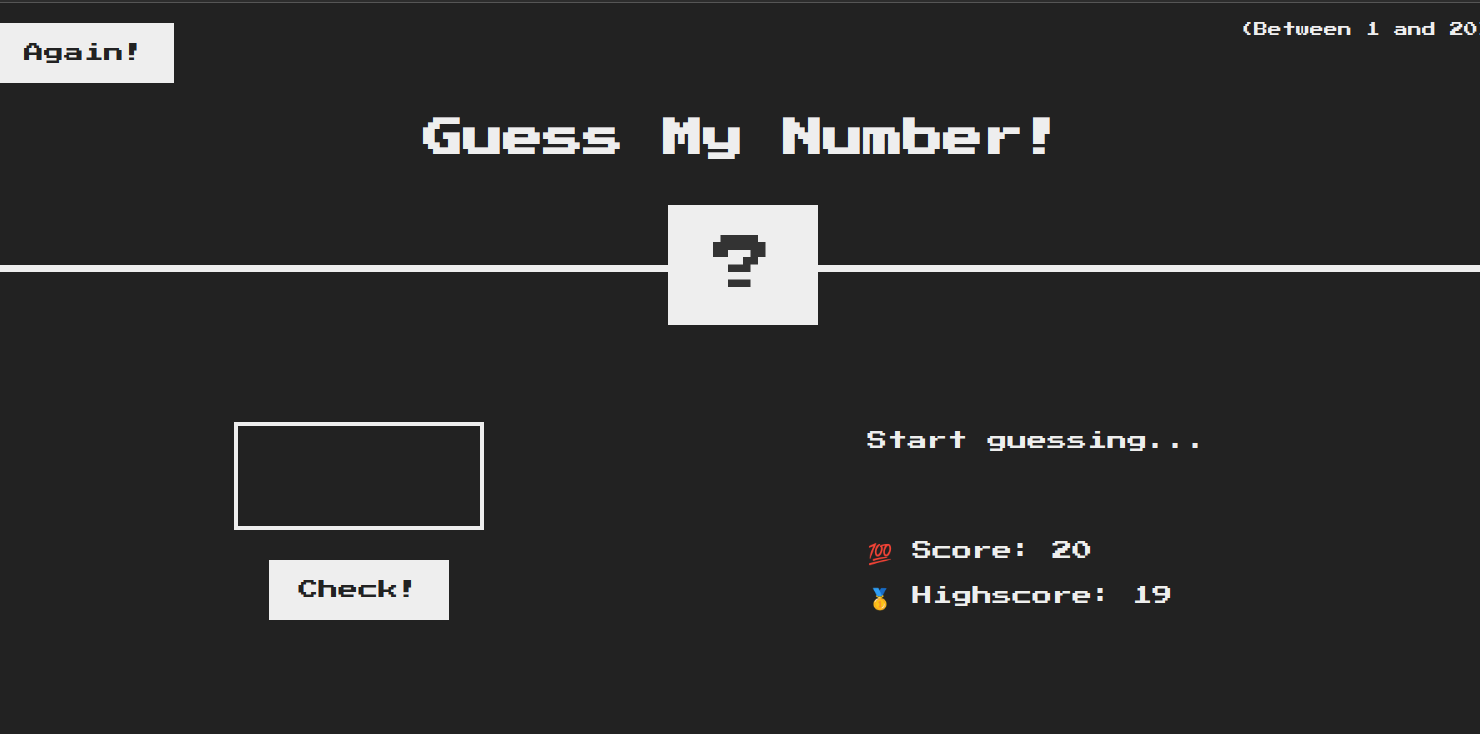 Again!
(Between 1 and 20
Guess My Number!
?
Start guessing...
💯 Score: 20
🥇 Highscore: 19
Check!